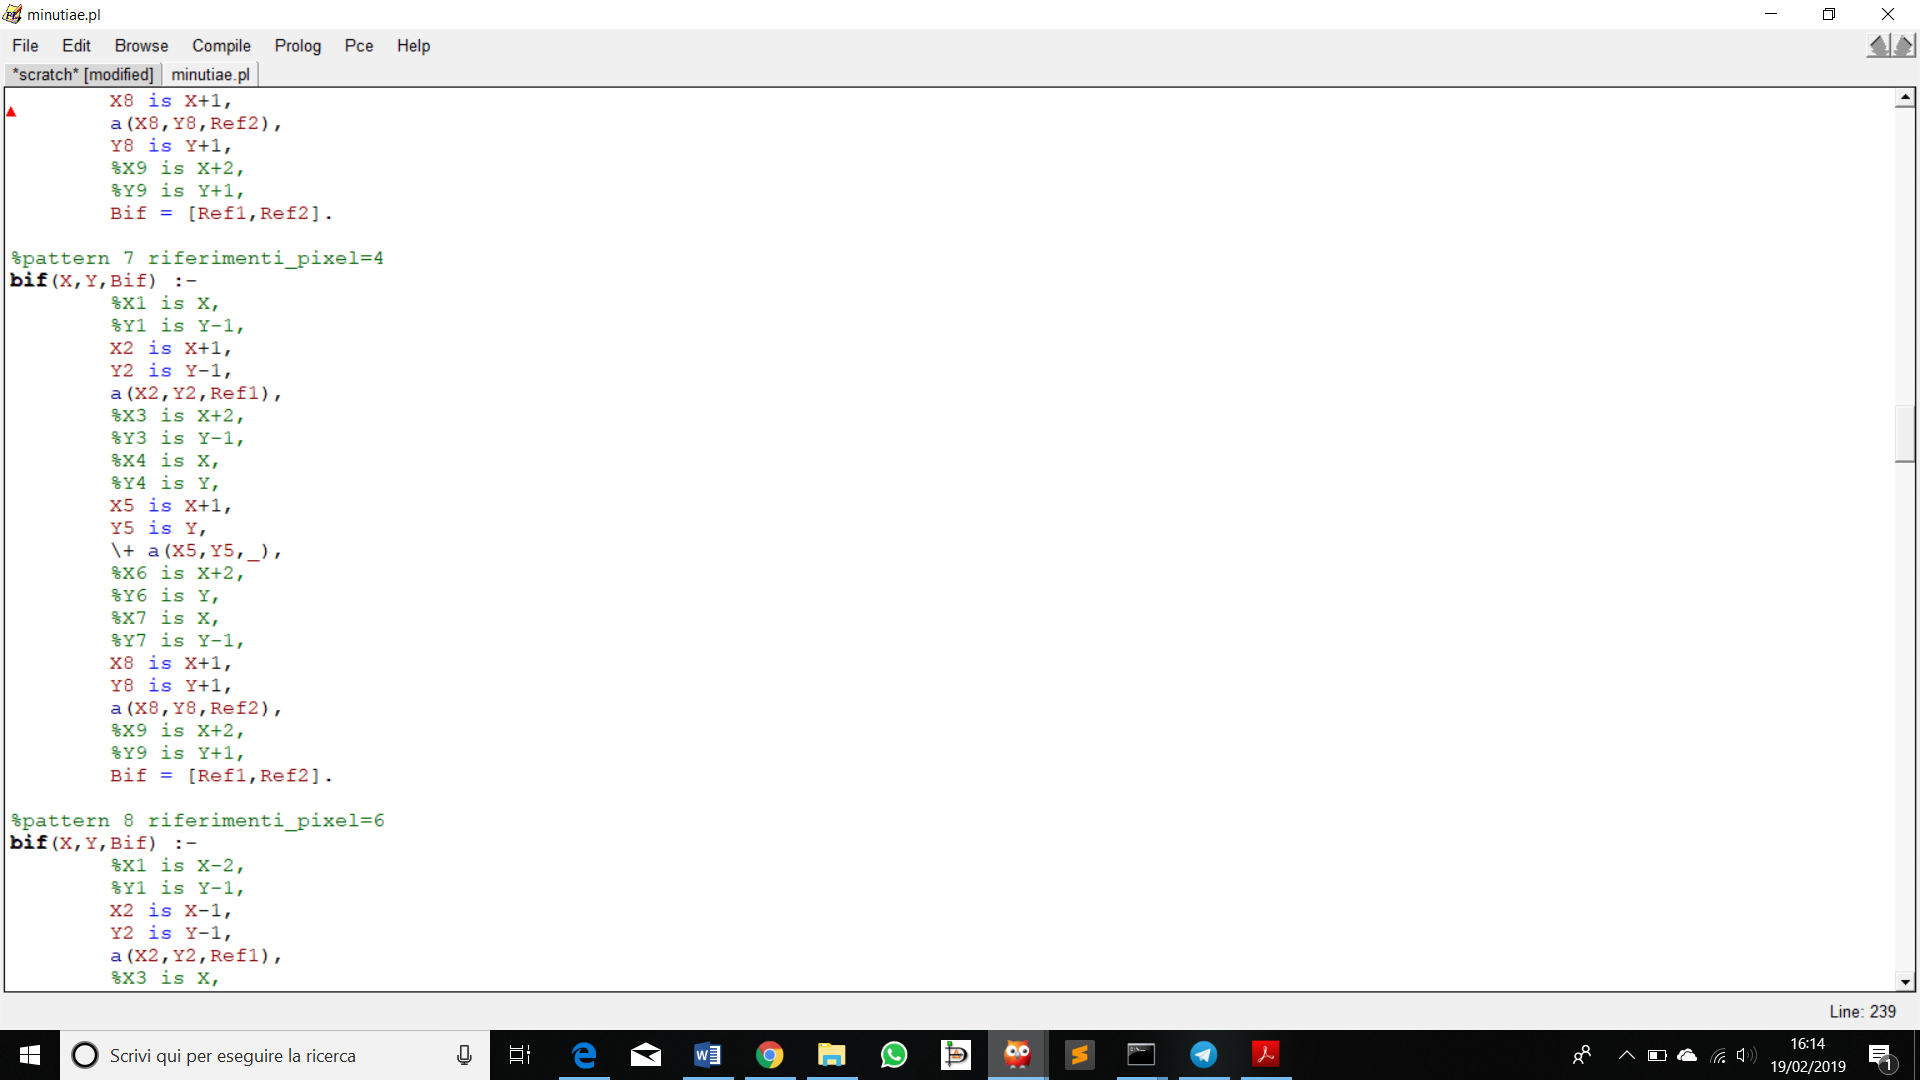 minutiae.pl
File Edit Browse Compile Prolog Pce Help
*scratch* [modified] minutiae.pl
X8 is X+1,
a(X8,Y8,Ref2),
Y8 is Y+1,
%X9 is X+2,
%Y9 is Y+1,
Bif = [Ref1,Ref2].
%pattern 7 riferimenti_pixel=4
bif(X,Y,Bif) :-
%X1 is X,
%Y1 is Y-1,
X2 is X+1,
Y2 is Y-1,
a(X2,Y2,Ref1),
%X3 is X+2,
%Y3 is Y-1,
%X4 is X,
%Y4 is Y,
X5 is X+1,
Y5 is Y,
\+ a(X5,Y5,_),
%X6 is X+2,
%Y6 is Y,
%X7 is X,
%Y7 is Y-1,
X8 is X+1,
Y8 is Y+1,
a(X8,Y8,Ref2),
%X9 is X+2,
%Y9 is Y+1,
Bif = [Ref1,Ref2].
%pattern 8 riferimenti_pixel=6
bif(X,Y,Bif) :-
%X1 is X-2,
%Y1 is Y-1,
X2 is X-1,
Y2 is Y-1,
a(X2,Y2,Ref1),
%X3 is X,
Line: 239
Scrivi qui per eseguire la ricerca
16:14
19/02/2019
1